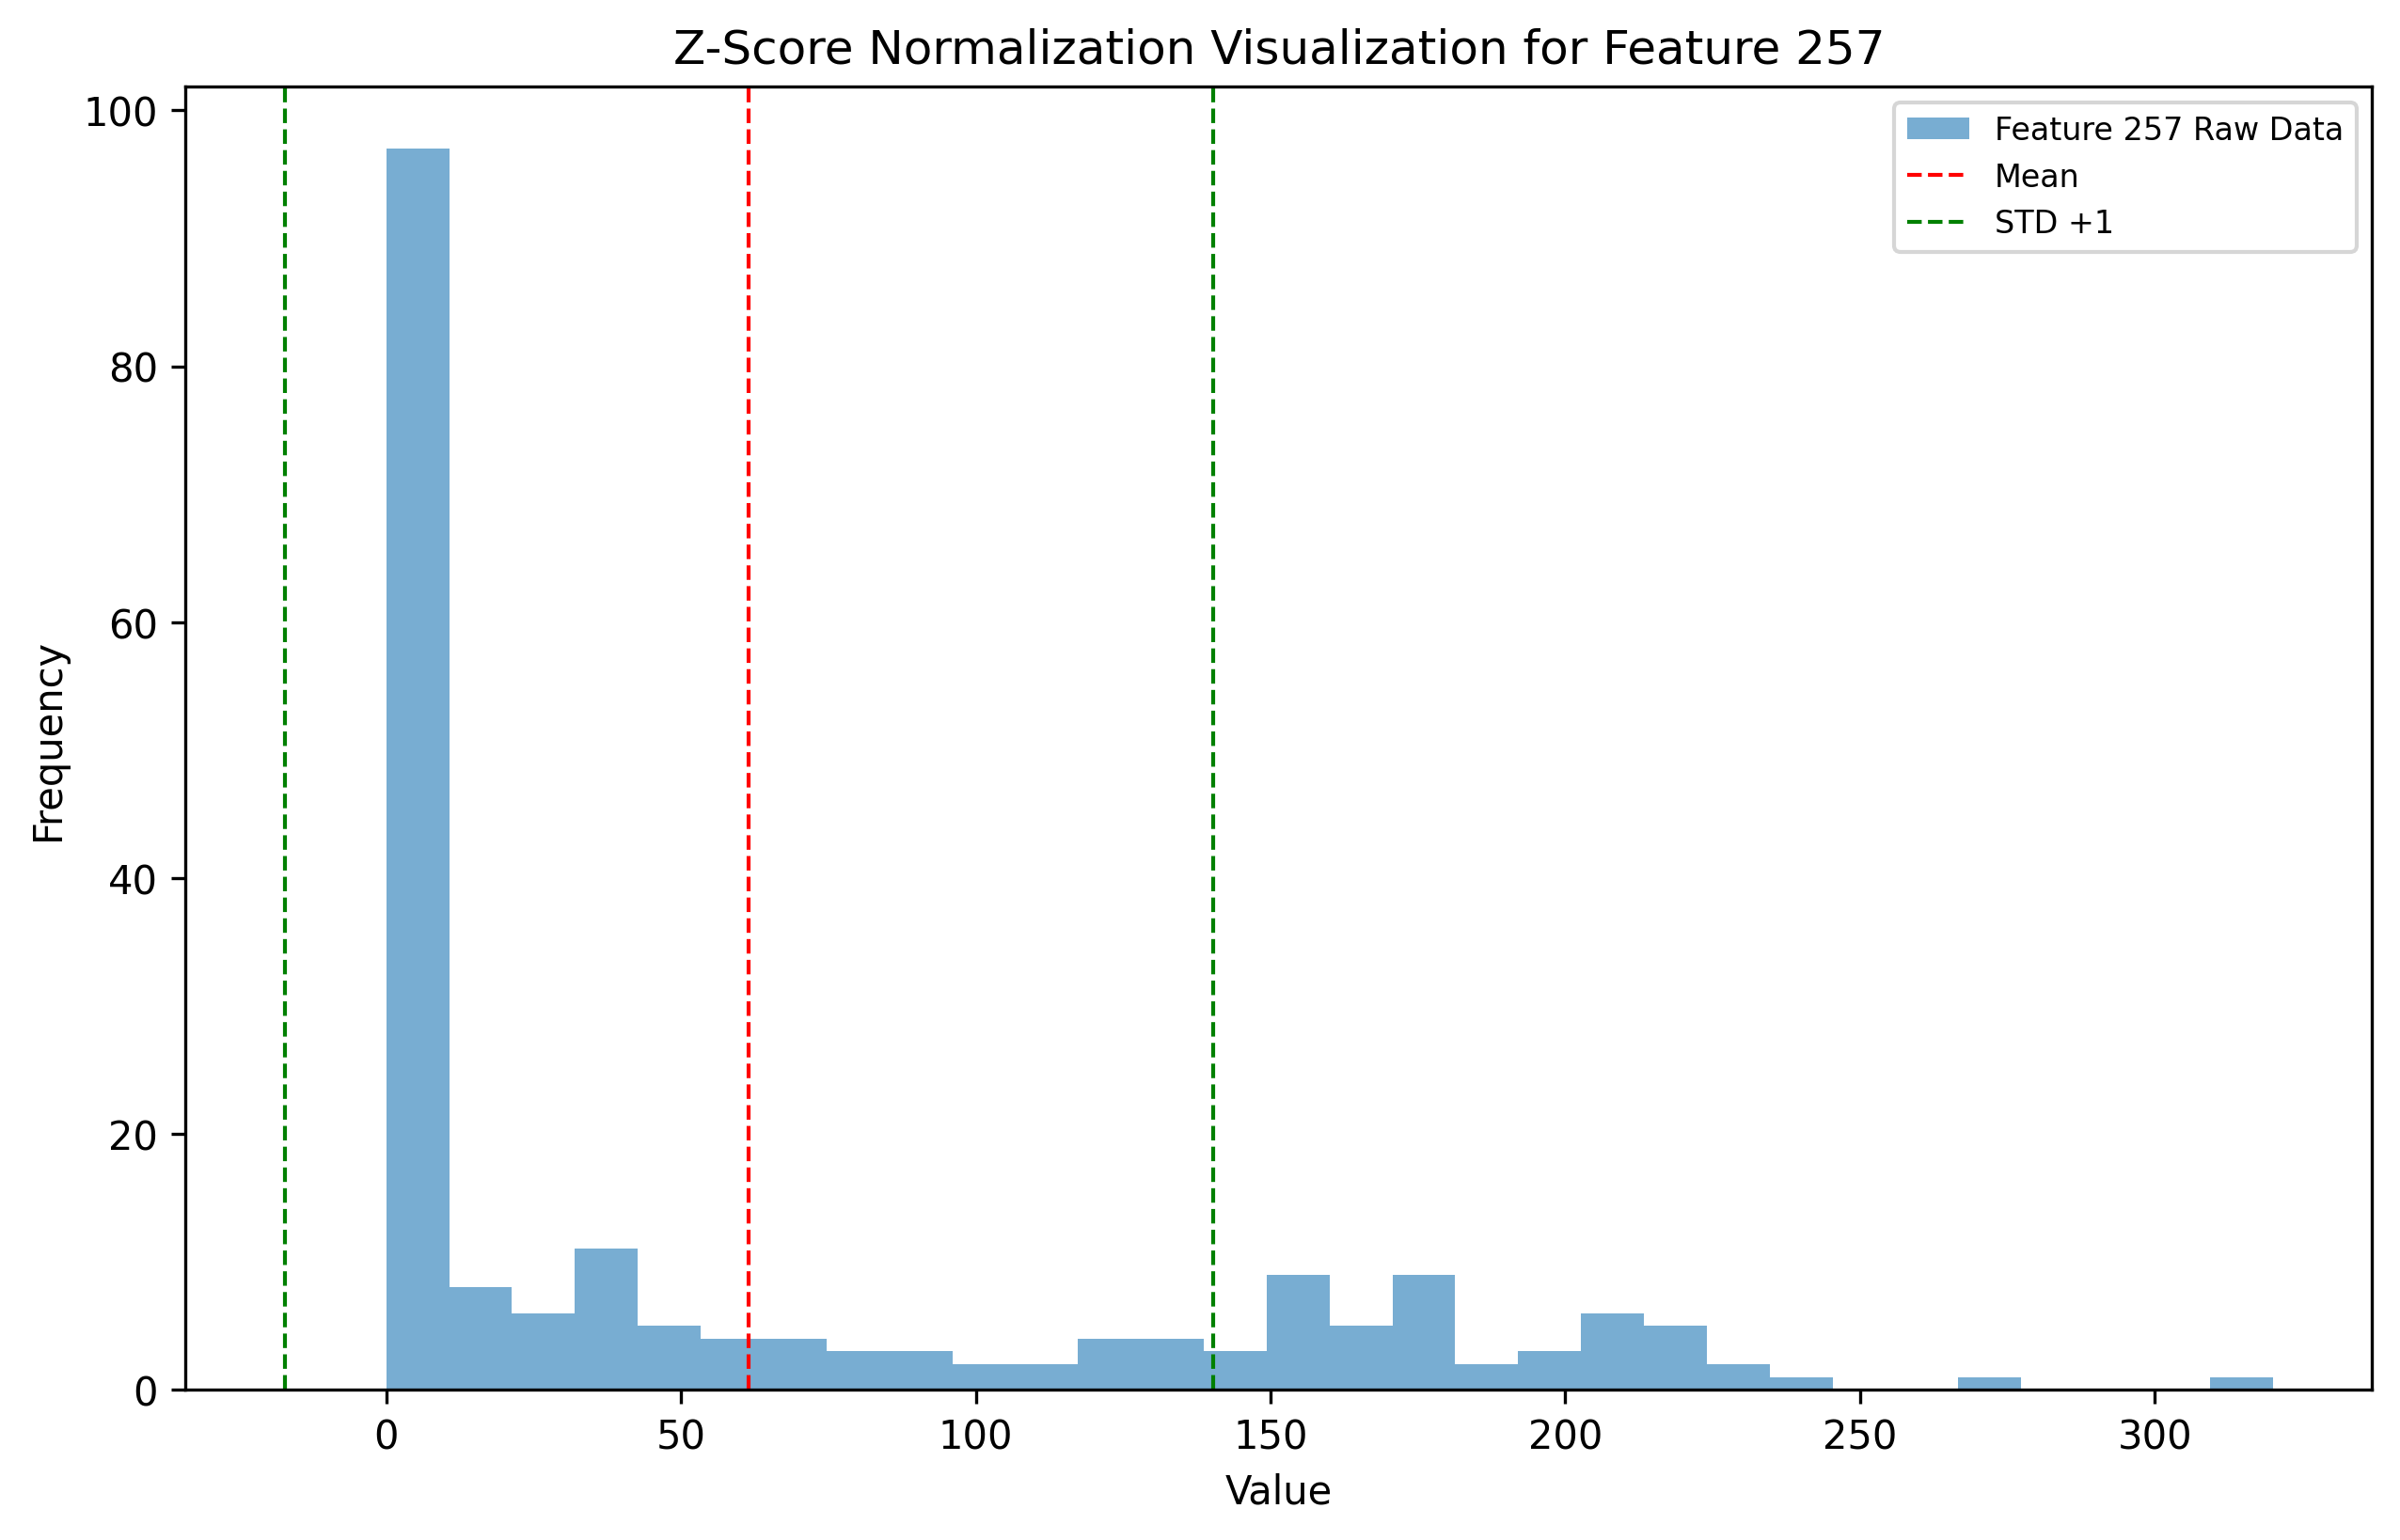 Z-Score Normalization Visualization for Feature 257
Feature 257 Raw Data
Mean
STD +1
100
80
60
40
20
0
Frequency
0 50 100 150 200 250 300
Value